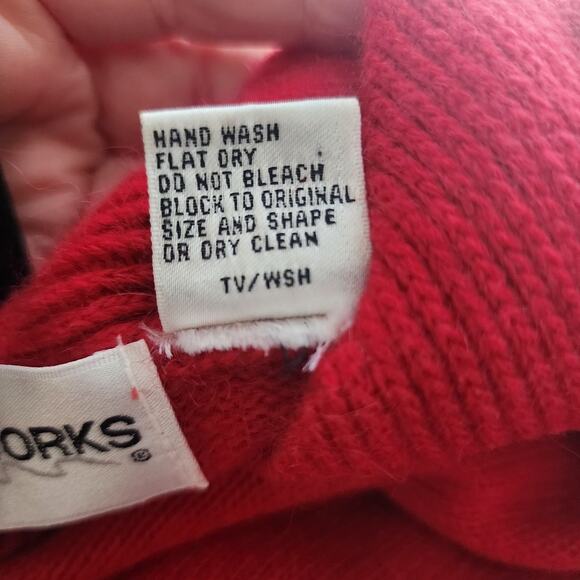 HAND WASH
FLAT DRY
DO NOT BLEACH
BLOCK TO ORIGINAL
SIZE AND SHAPE
OR DRY CLEAN
TV/WSH
ORKS®